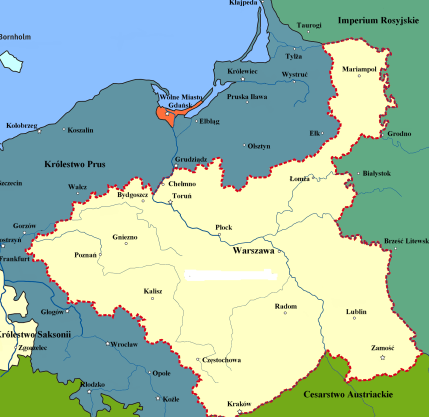 Kłajpeda
Taurogi
Imperium Rosyjskie
Bornholm
Tylża
Mariampol
Królewiec
Wystruć
Wolne Miasto
Gdańsk
Pruska Iława
Kołobrzeg
Koszalin
Elbląg
Ełk
Grodno
Olsztyn
Królestwo Prus
Grudziądz
Łomża
Białystok
Szczecin
Wałcz
Chełmno
Bydgoszcz
Toruń
Gorzów
Płock
Gniezno
Kostrzyń
Warszawa
Brześć Litewski
Frankfurt
Poznań
Kalisz
Radom
Głogów
Lublin
Królestwo Saksonii
Wrocław
Zgorzelec
Zamość
Częstochowa
Opole
Kłodzko
Koźle
Kraków
Cesarstwo Austriackie